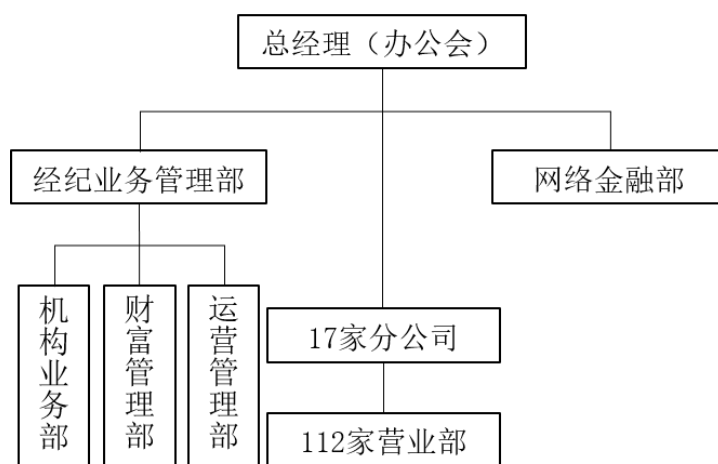 总经理（办公会）
经纪业务管理部
网络金融部
机构业务部
财富管理部
运营管理部
17家分公司
112家营业部